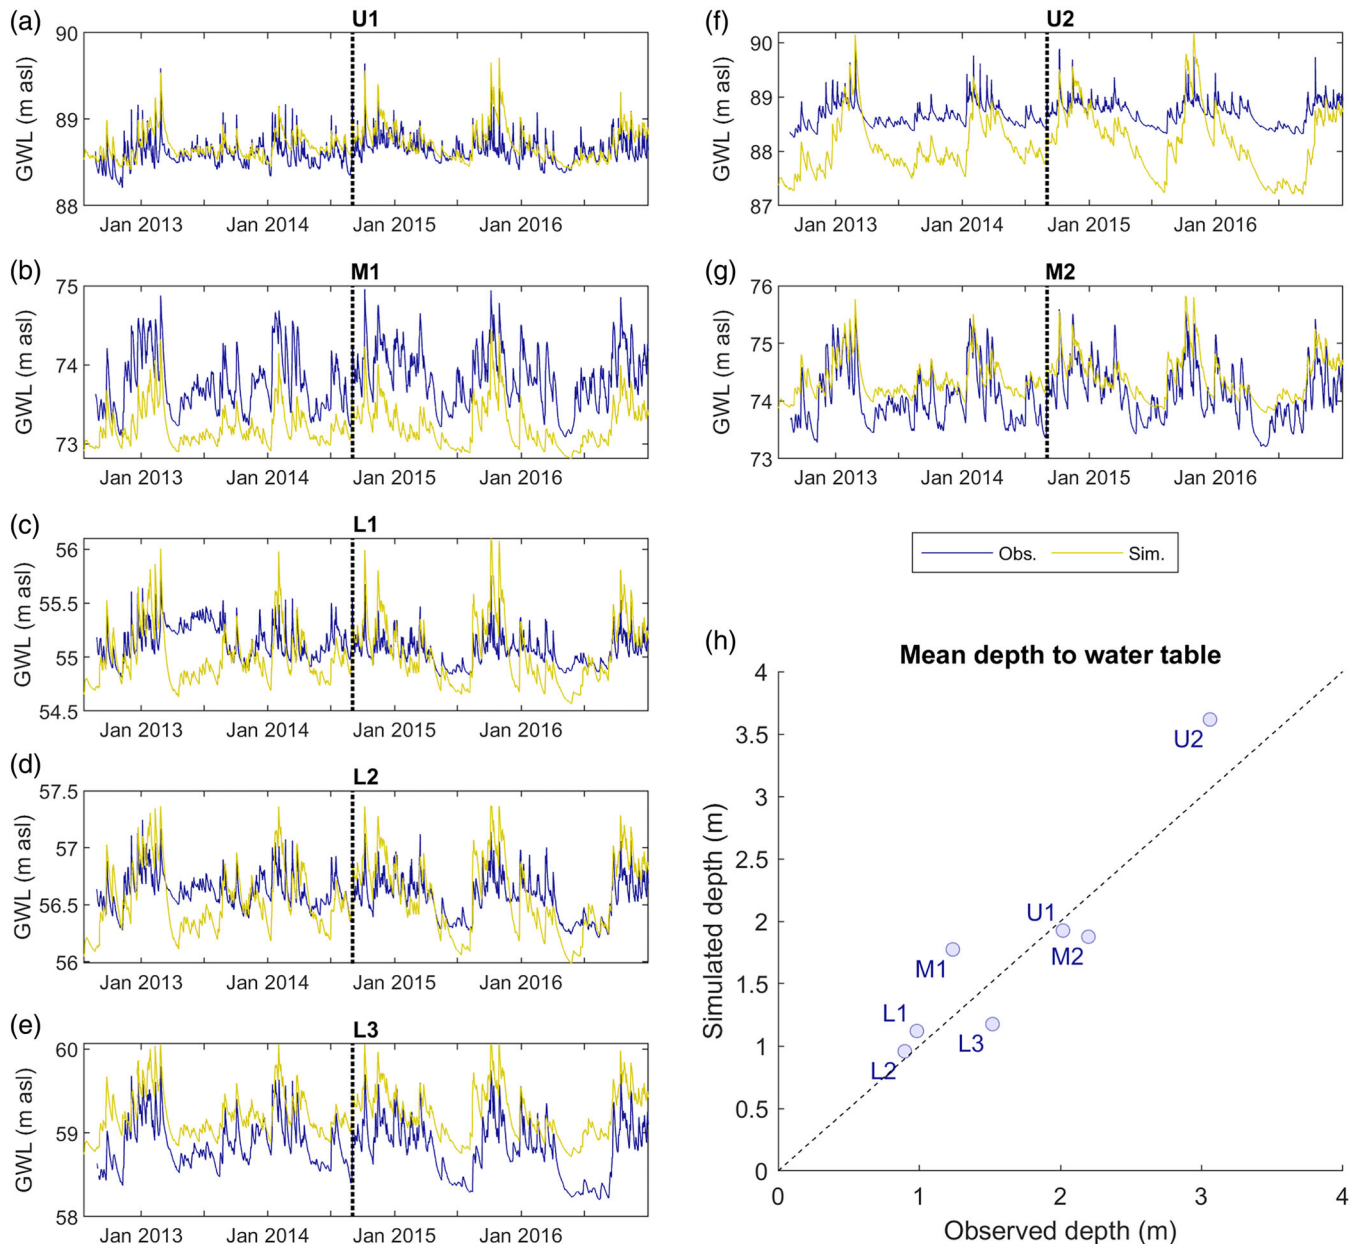 (a) U1
GWL (m asl)
90
89
88
Jan 2013 Jan 2014 Jan 2015 Jan 2016
(b) M1
GWL (m asl)
75
74
73
Jan 2013 Jan 2014 Jan 2015 Jan 2016
(c) L1
GWL (m asl)
56
55.5
55
54.5
Jan 2013 Jan 2014 Jan 2015 Jan 2016
(d) L2
GWL (m asl)
57.5
57
56.5
56
Jan 2013 Jan 2014 Jan 2015 Jan 2016
(e) L3
GWL (m asl)
60
59
58
Jan 2013 Jan 2014 Jan 2015 Jan 2016
(f) U2
GWL (m asl)
90
89
88
87
Jan 2013 Jan 2014 Jan 2015 Jan 2016
(g) M2
GWL (m asl)
76
75
74
73
Jan 2013 Jan 2014 Jan 2015 Jan 2016
Obs. Sim.
(h) Mean depth to water table
Simulated depth (m)
4
3.5
3
2.5
2
1.5
1
0.5
0
U2
U1
M2
M1
L1
L3
L2
0 1 2 3 4
Observed depth (m)